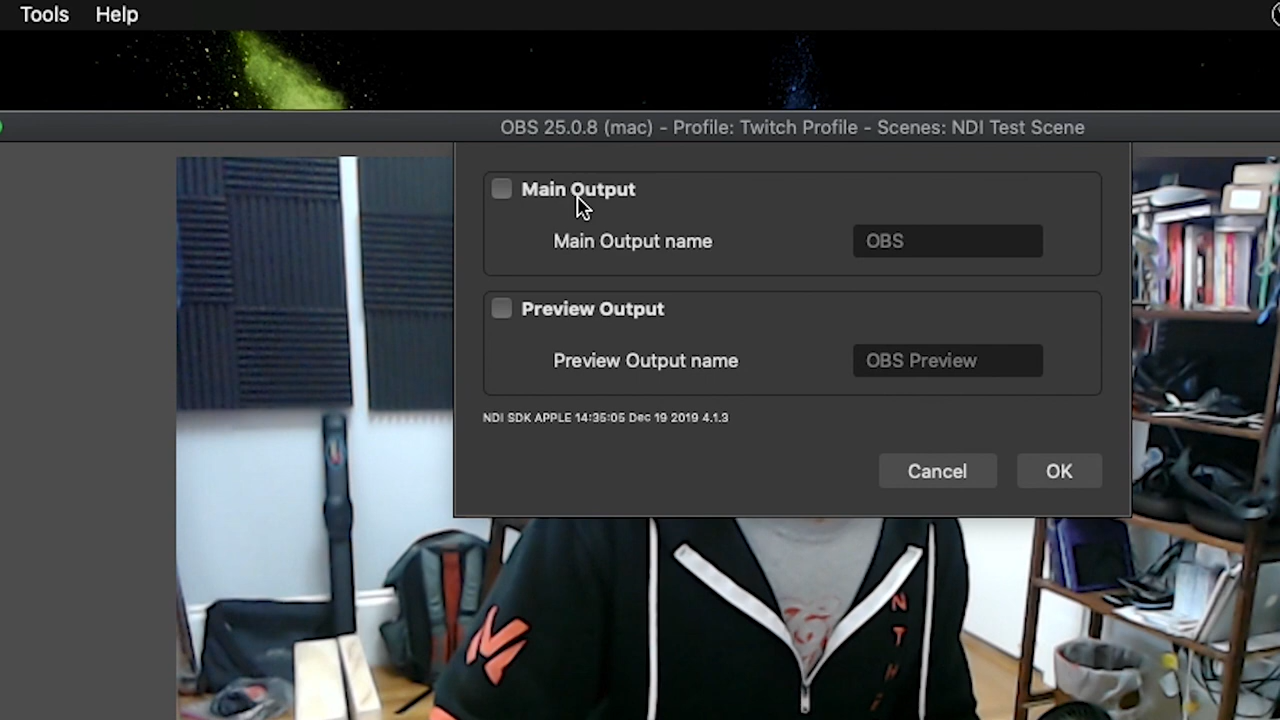 Tools Help
OBS 25.0.8 (mac) - Profile: Twitch Profile - Scenes: NDI Test Scene
Main Output
Main Output name OBS
Preview Output
Preview Output name OBS Preview
NDI SDK APPLE 14:35:05 Dec 19 2019 4.1.3
Cancel OK
N
T
H